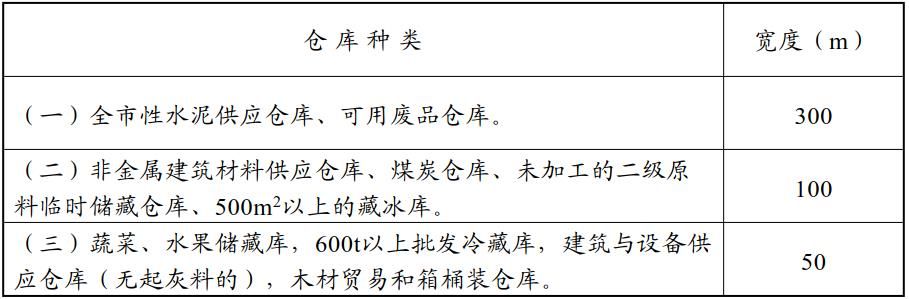 仓库种类 宽度（m）
（一）全市性水泥供应仓库、可用废品仓库。 300
（二）非金属建筑材料供应仓库、煤炭仓库、未加工的二级原
料临时储藏仓库、500m²以上的藏冰库。 100
（三）蔬菜、水果储藏库，600t以上批发冷藏库，建筑与设备供
应仓库（无起灰料的），木材贸易和箱桶装仓库。 50